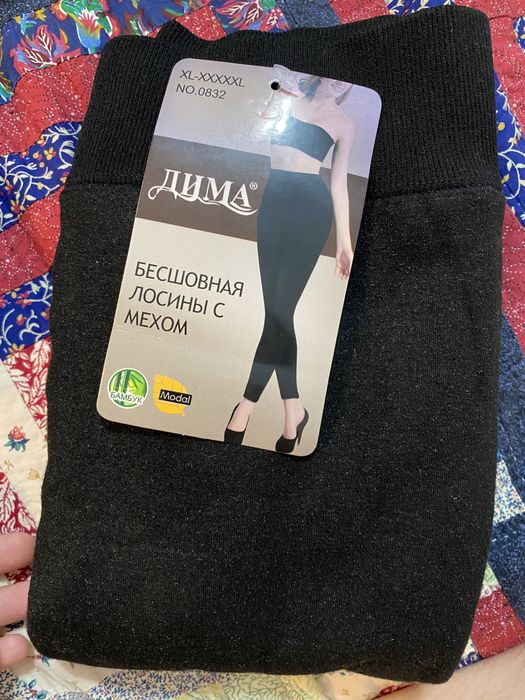 XL-XXXXXL
NO.0832
ДИМА®
БЕСШОВНАЯ
ЛОСИНЫ С
МЕХОМ
БАМБУК
Modal